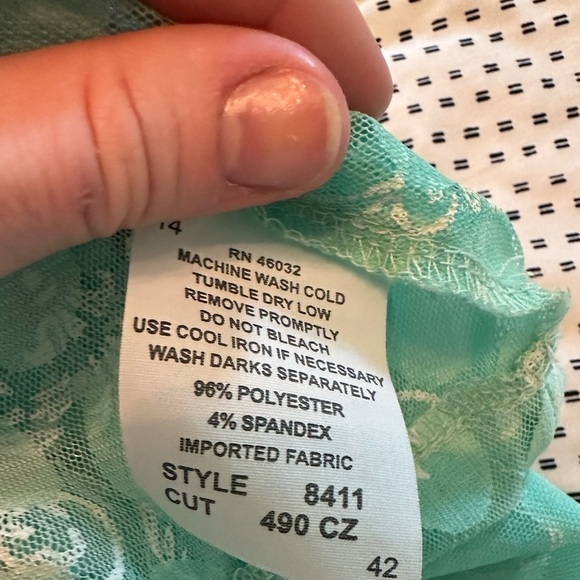 14
RN 46032
MACHINE WASH COLD
TUMBLE DRY LOW
REMOVE PROMPTLY
DO NOT BLEACH
USE COOL IRON IF NECESSARY
WASH DARKS SEPARATELY
96% POLYESTER
4% SPANDEX
IMPORTED FABRIC
STYLE 8411
CUT 490 CZ
42